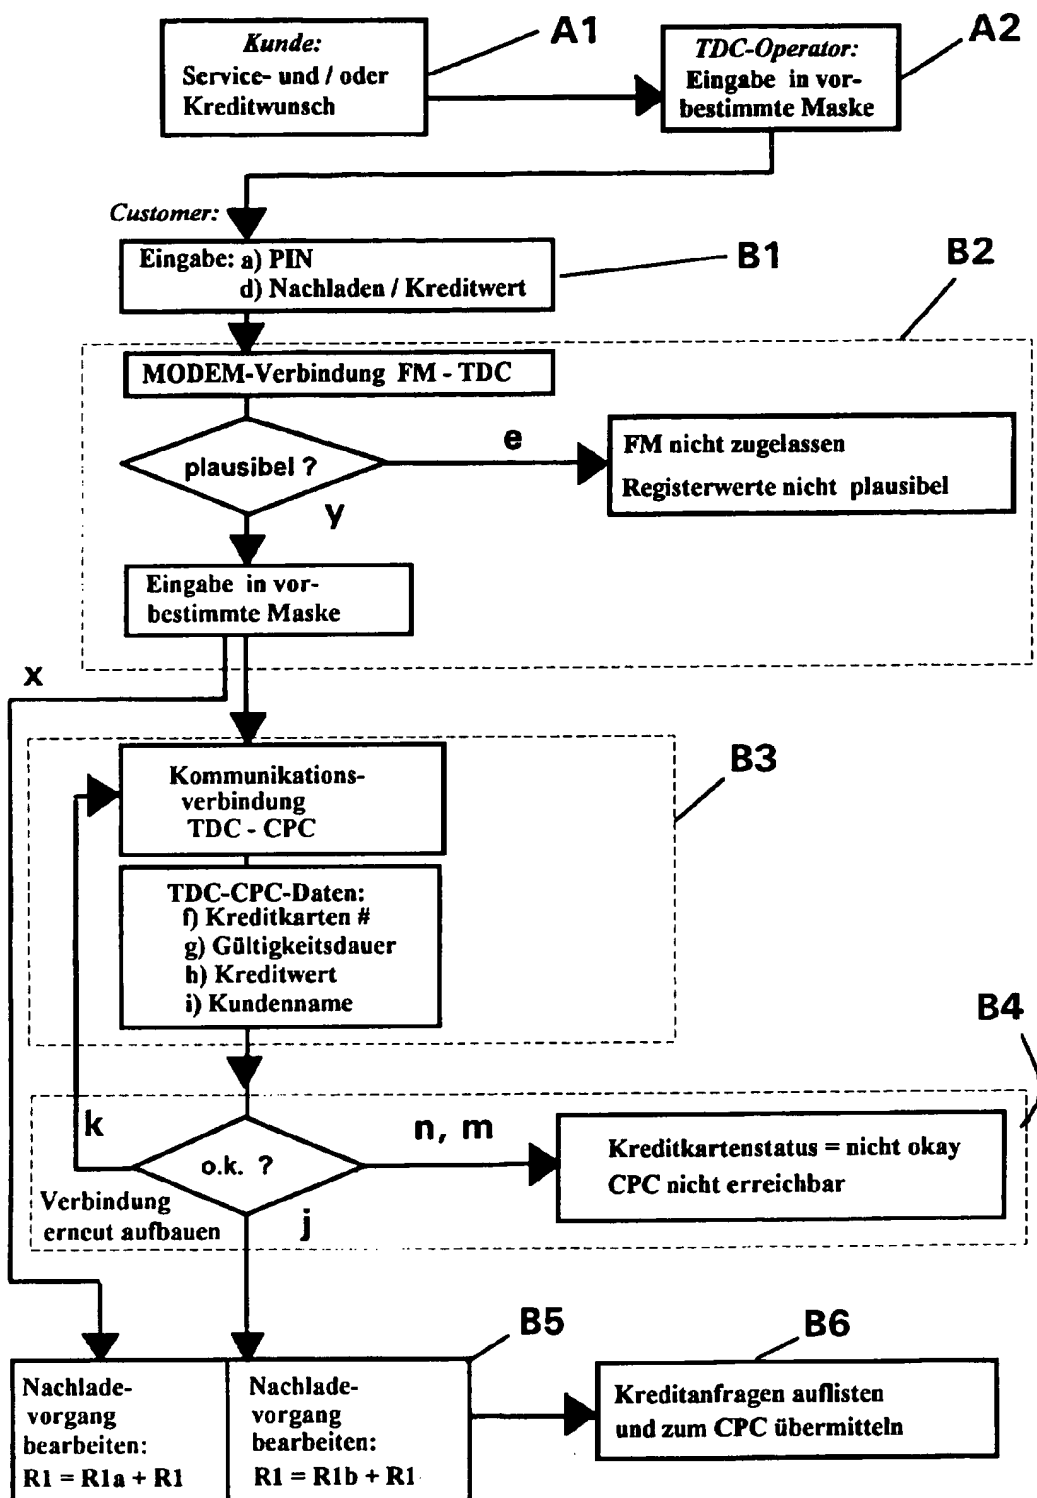 A1
A2
Kunde:
Service- und / oder
Kreditwunsch
TDC-Operator:
Eingabe in vor-
bestimmte Maske
Customer:
Eingabe: a) PIN
d) Nachladen / Kreditwert
B1
B2
MODEM-Verbindung FM - TDC
plausibel ?
e
FM nicht zugelassen
Registerwerte nicht plausibel
y
Eingabe in vor-
bestimmte Maske
x
B3
Kommunikations-
verbindung
TDC - CPC
TDC-CPC-Daten:
f) Kreditkarten #
g) Gültigkeitsdauer
h) Kreditwert
i) Kundenname
B4
k
o.k. ?
n, m
Kreditkartenstatus = nicht okay
CPC nicht erreichbar
Verbindung
erneut aufbauen
j
B5
B6
Nachlade-
vorgang
bearbeiten:
R1 = R1a + R1
Nachlade-
vorgang
bearbeiten:
R1 = R1b + R1
Kreditanfragen auflisten
und zum CPC übermitteln